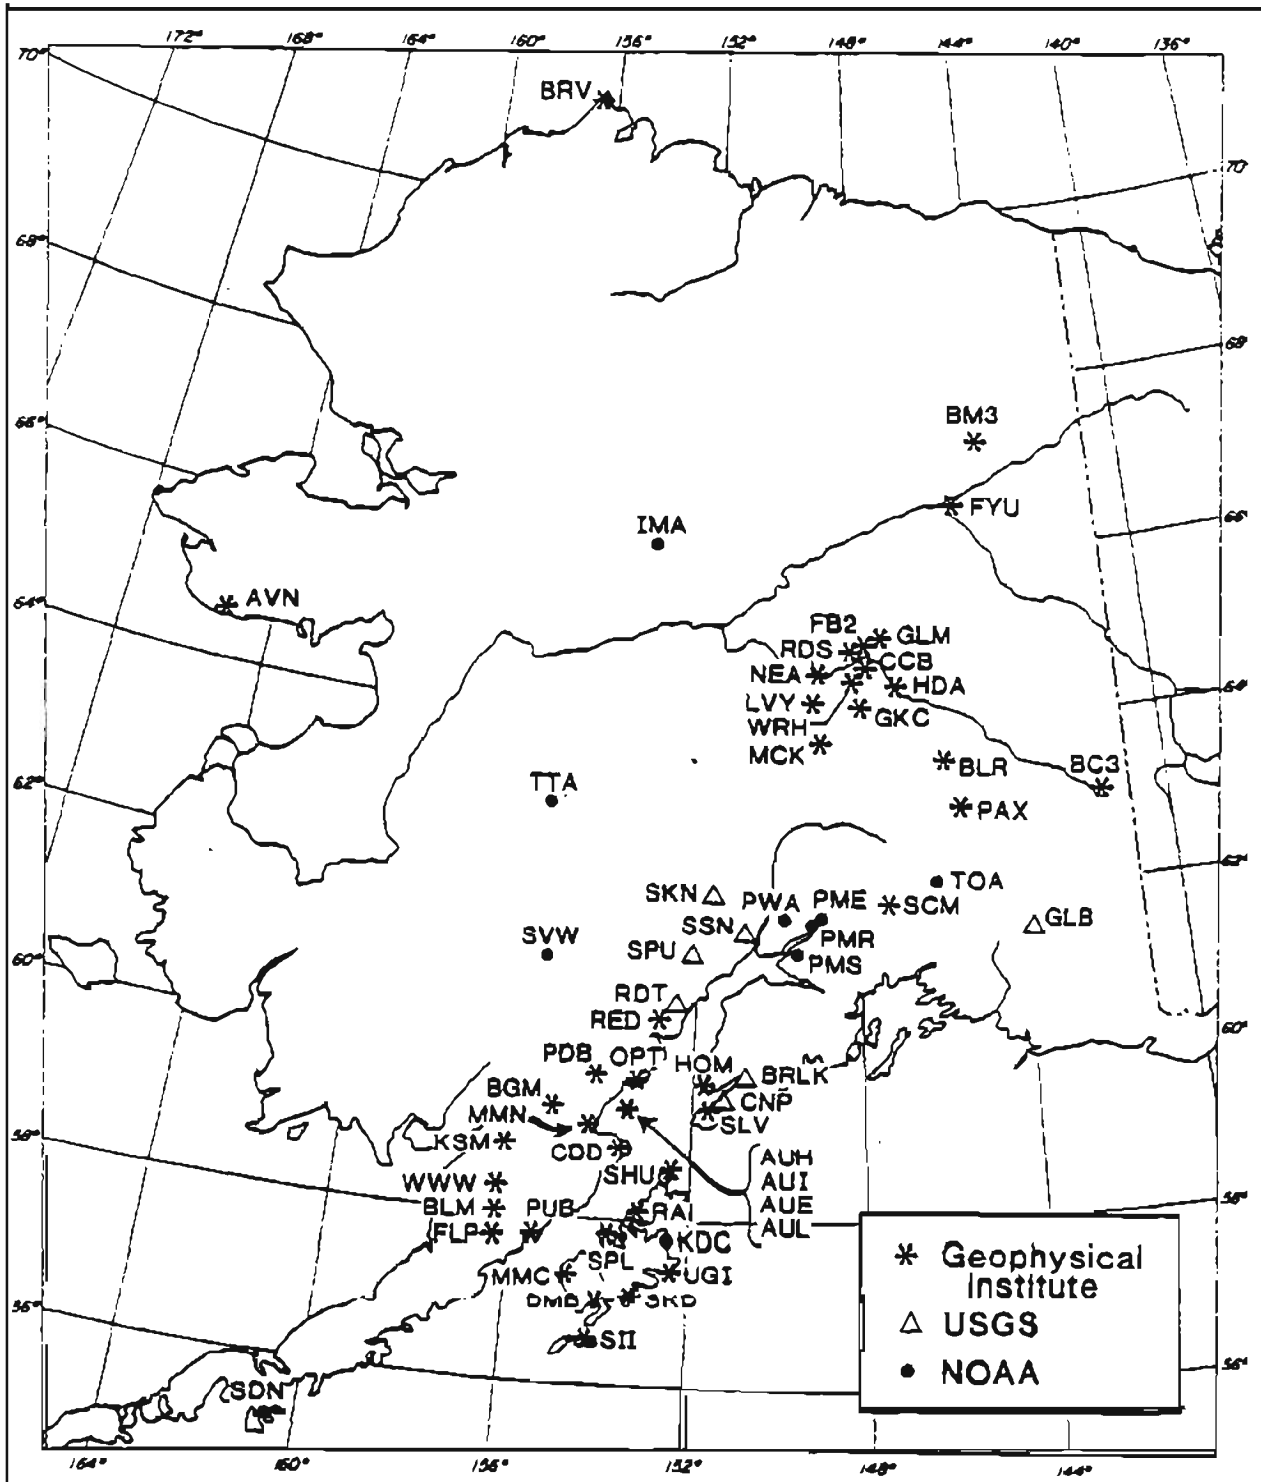 172° 168° 164° 160° 156° 152° 148° 144° 140° 136°
70°
BRV
70°
68°
68°
66°
BM3
FYU
66°
IMA
64°
AVN
FB2 GLM
RDS CCB
NEA HDA
64°
LVY GKC
WRH
MCK
BLR BC3
62°
TTA
PAX
62°
SKN TOA
PWA PME SCM
SSN GLB
SVW SPU PMR
PMS
60°
RDT
RED
60°
PDB OPT HOM
BRLK
BGM CNP
MMN SLV
58°
KSM CDD
AUH
SHU
AUI
WWW
58°
BLM PUB RAI AUE
FLP AUL
KDC
SPL
MMC UGI
DMB SKD
56°
SII
56°
SDN
* Geophysical
Institute
△ USGS
● NOAA
164° 160° 156° 152° 148° 144°